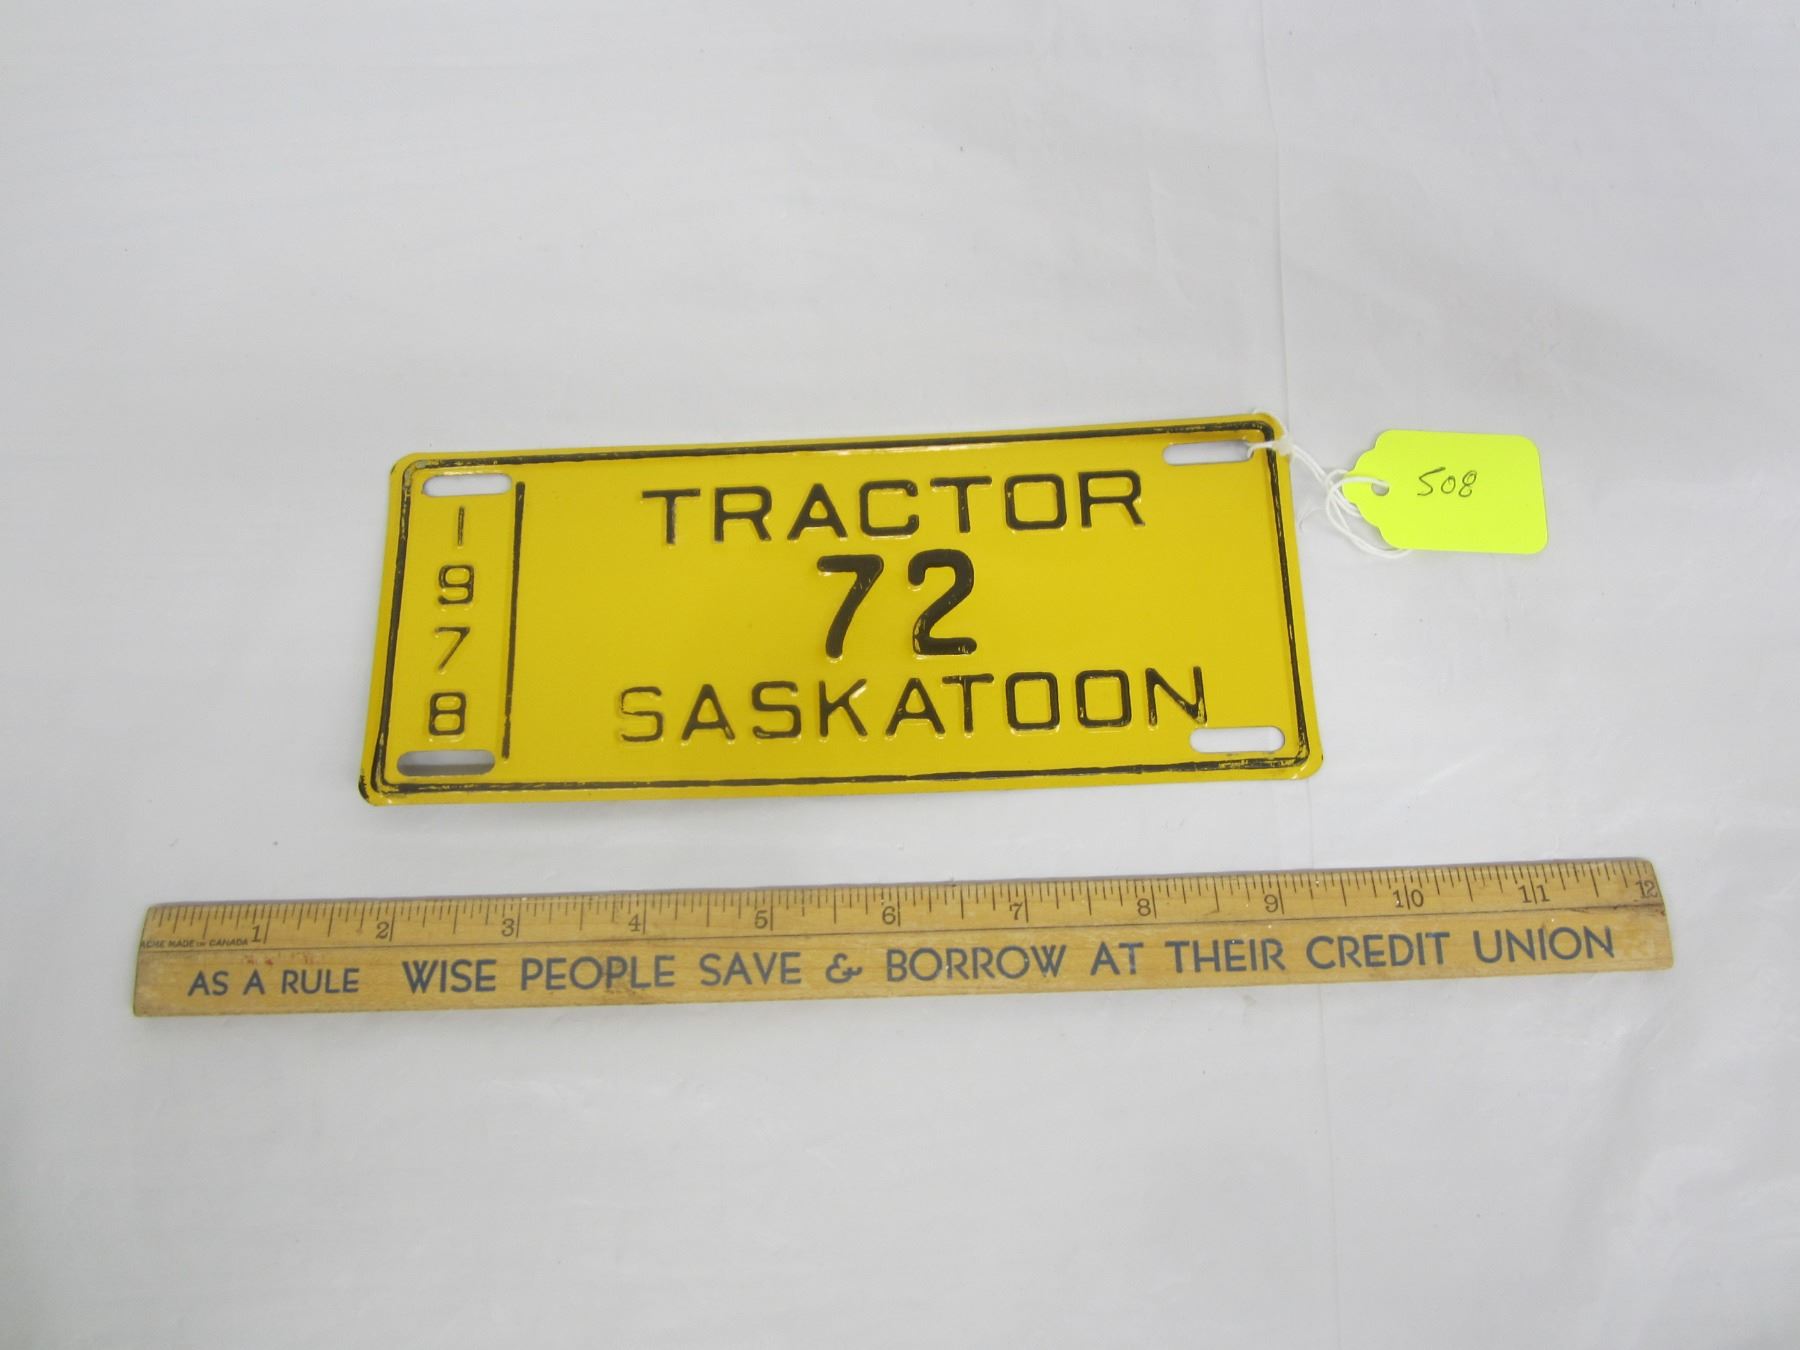 1978
TRACTOR
72
SASKATOON
508
1 2 3 4 5 6 7 8 9 10 11 12
ACME MADE IN CANADA
AS A RULE WISE PEOPLE SAVE & BORROW AT THEIR CREDIT UNION